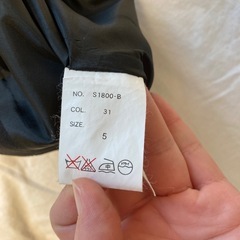 NO. S1800-B
COL. 31
SIZE. 5